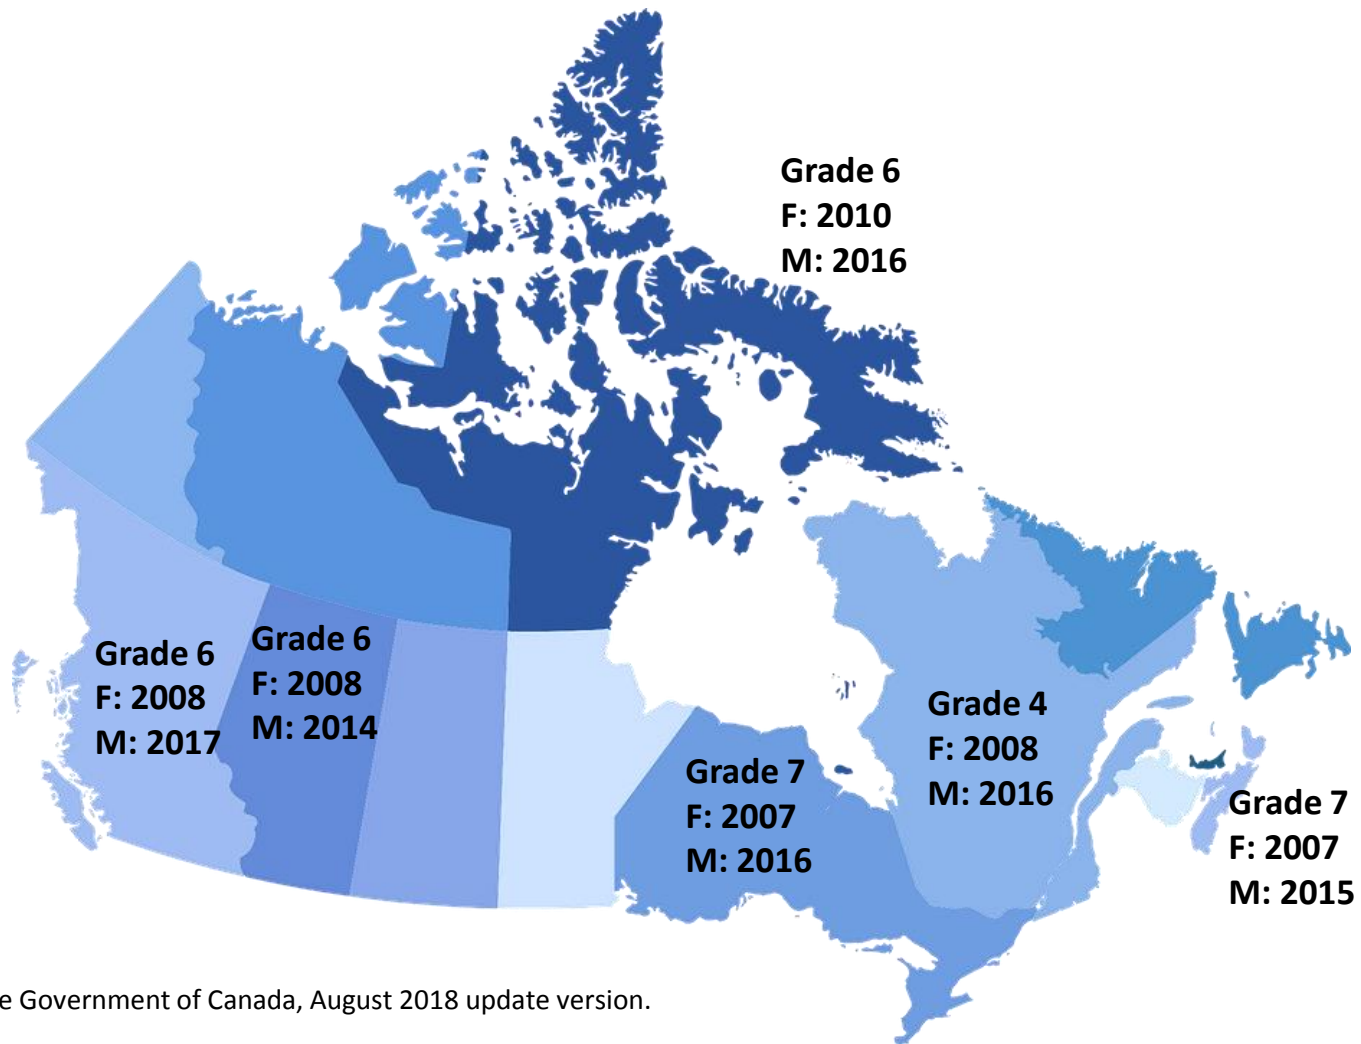 Grade 6
F: 2010
M: 2016
Grade 6
F: 2008
M: 2017
Grade 6
F: 2008
M: 2014
Grade 7
F: 2007
M: 2016
Grade 4
F: 2008
M: 2016
Grade 7
F: 2007
M: 2015
e Government of Canada, August 2018 update version.